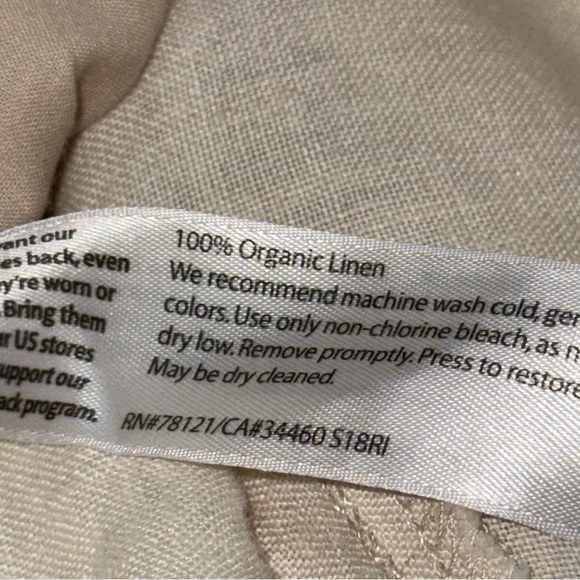 ant our
es back, even
y're worn or
Bring them
r US stores
upport our
ack program.
100% Organic Linen
We recommend machine wash cold, gen
colors. Use only non-chlorine bleach, as n
dry low. Remove promptly. Press to restore
May be dry cleaned.
RN#78121/CA#34460 S18RI